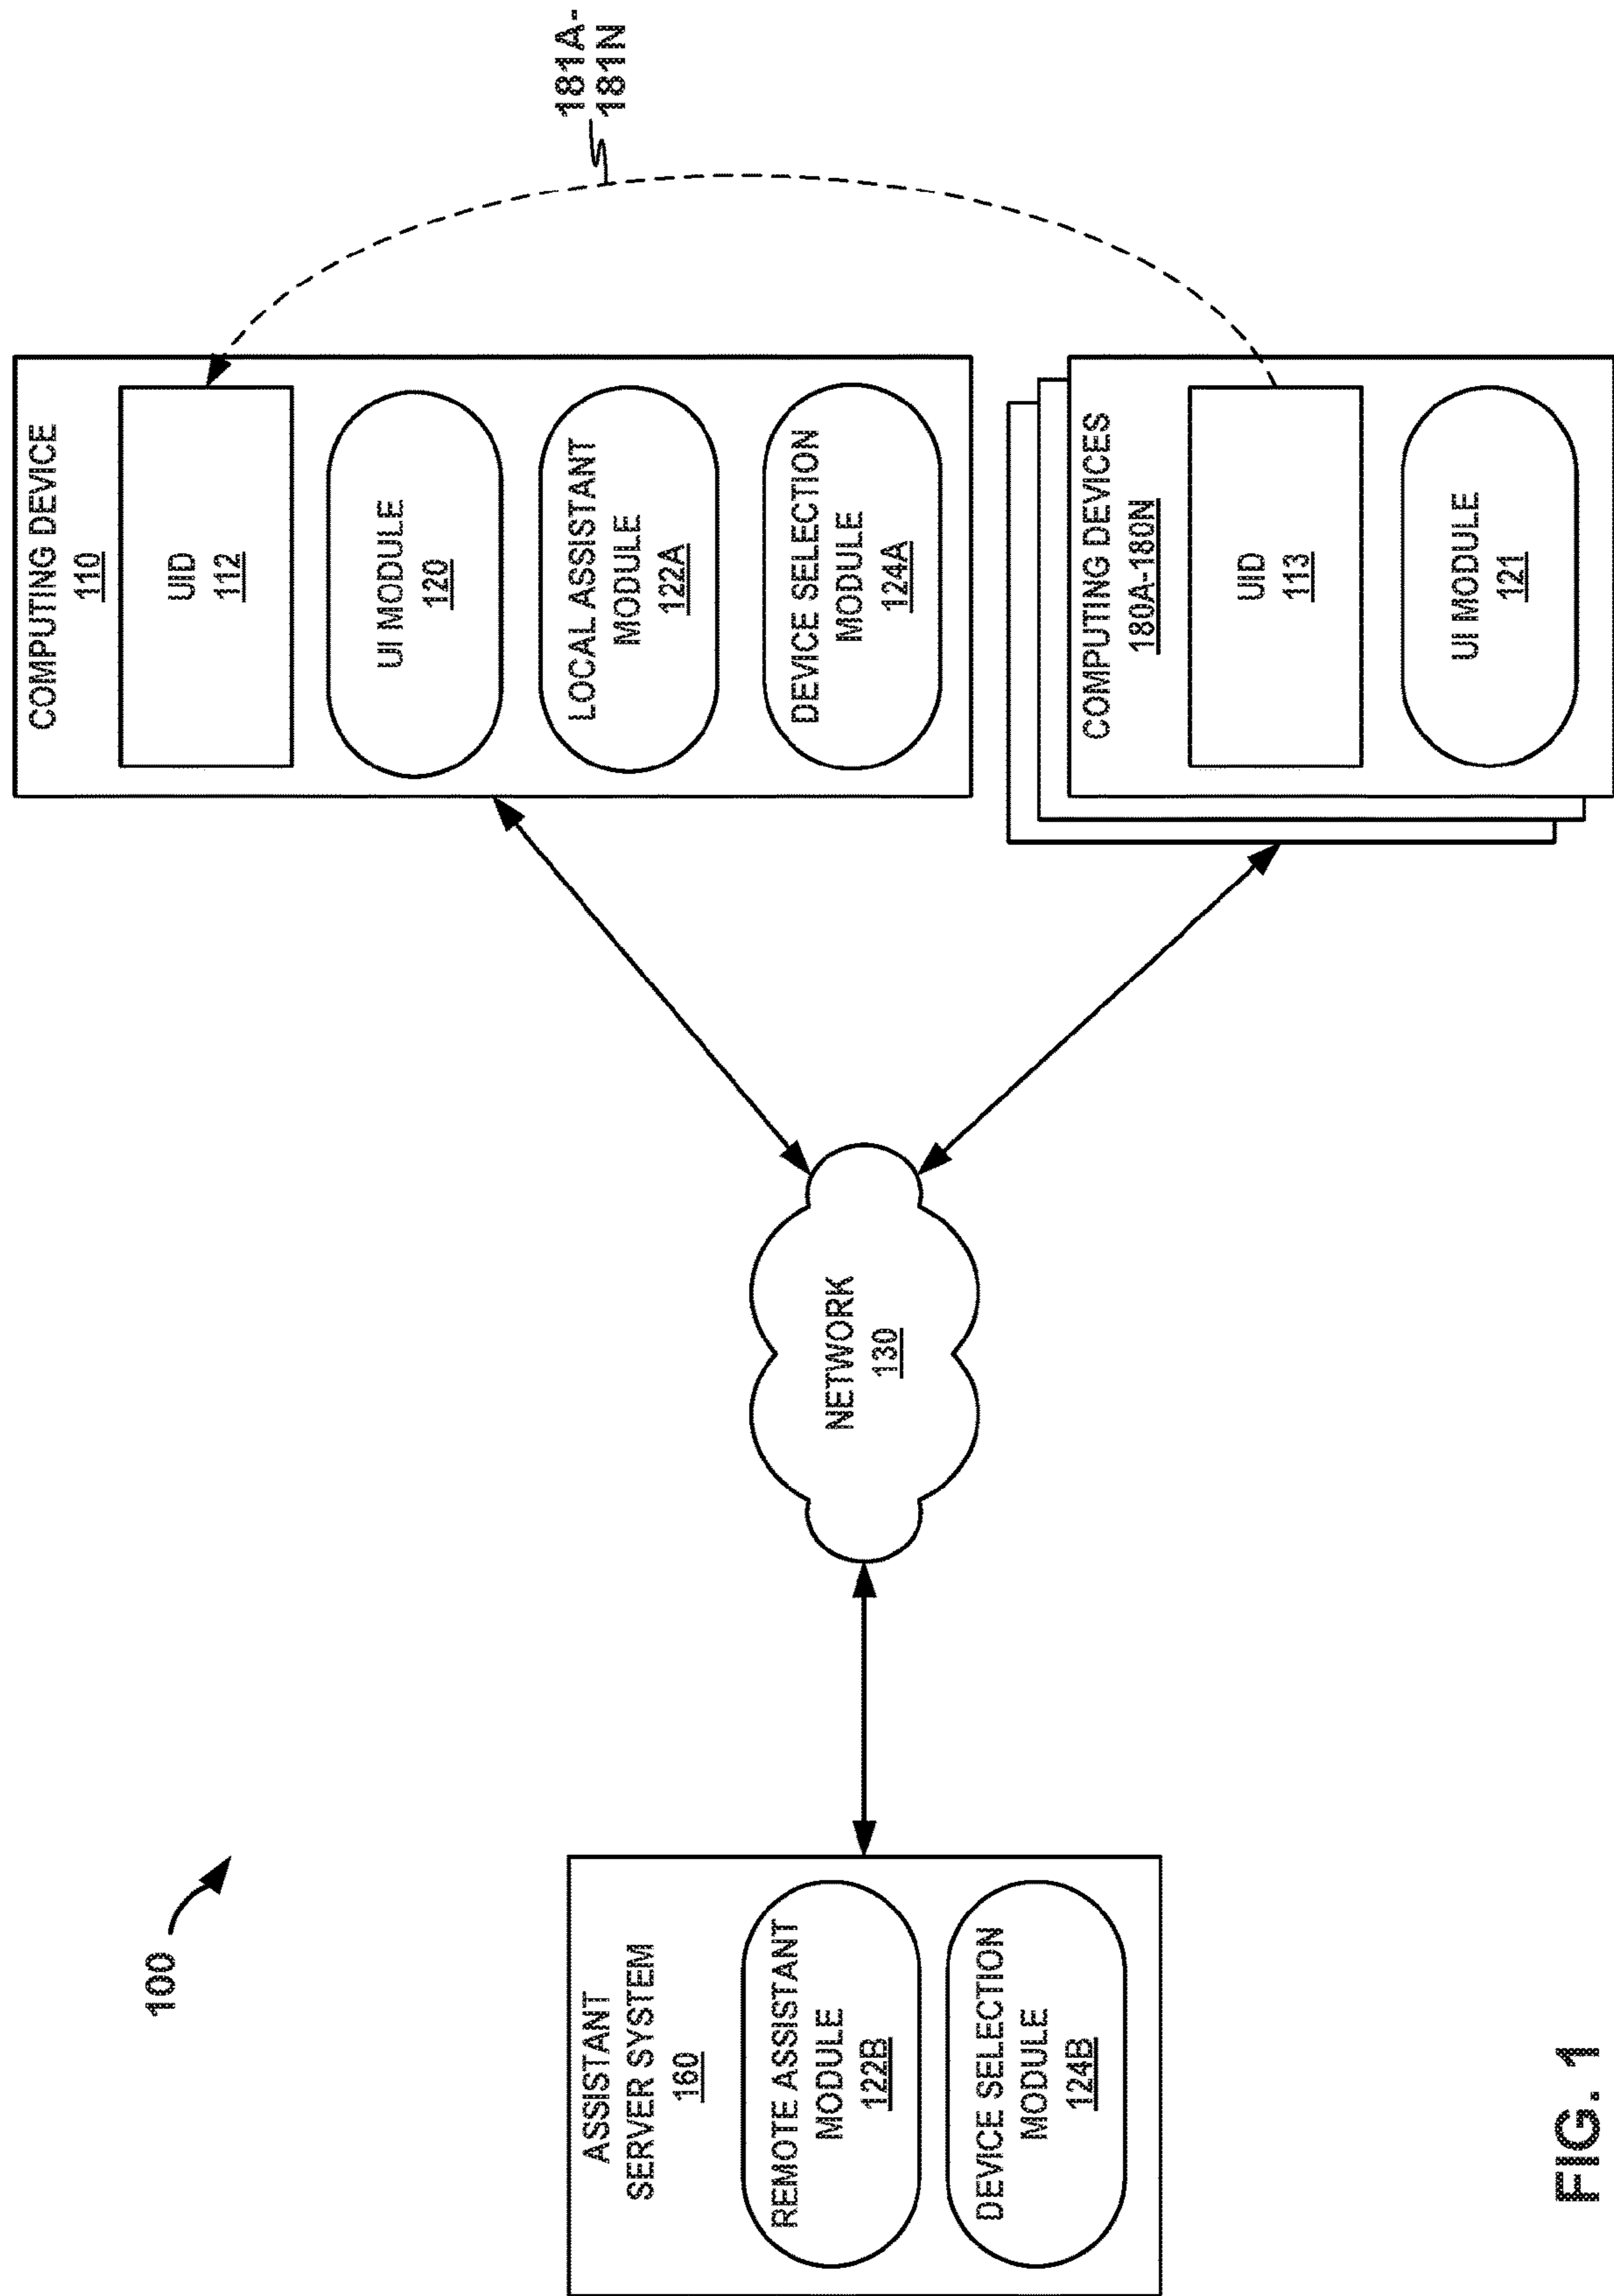 100
ASSISTANT
SERVER SYSTEM
160
REMOTE ASSISTANT
MODULE
122B
DEVICE SELECTION
MODULE
124B
NETWORK
130
COMPUTING DEVICE
110
UID
112
UI MODULE
120
LOCAL ASSISTANT
MODULE
122A
DEVICE SELECTION
MODULE
124A
181A-
181N
COMPUTING DEVICES
180A-180N
UID
113
UI MODULE
121
FIG. 1